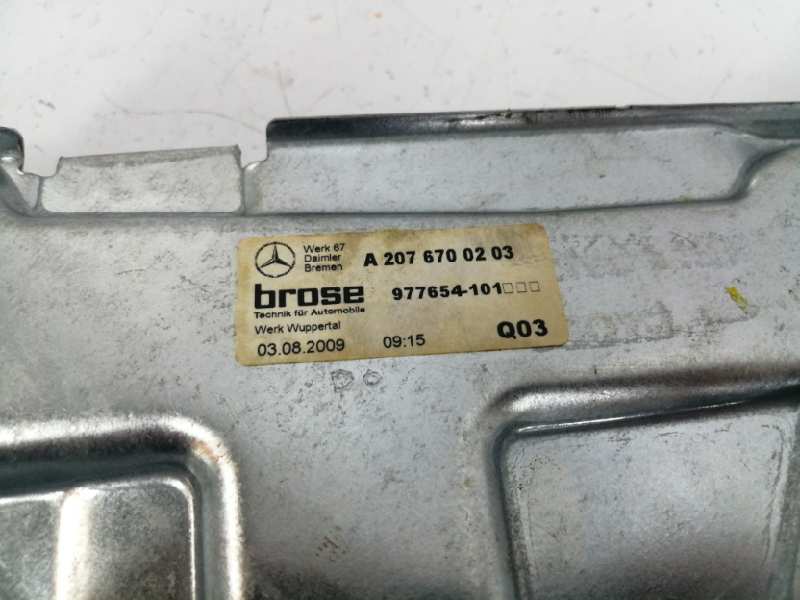 Werk 67
Daimler
Bremen
A 207 670 02 03
brose
Technik für Automobile
977654-101□□□
Werk Wuppertal
03.08.2009
09:15
Q03